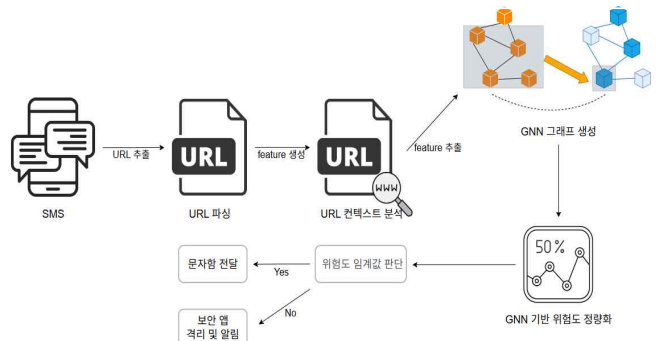 SMS
URL 추출
URL
URL 파싱
feature 생성
URL
WWW
URL 컨텍스트 분석
feature 추출
GNN 그래프 생성
50%
GNN 기반 위험도 정량화
위험도 임계값 판단
Yes
문자함 전달
No
보안 앱
격리 및 알림